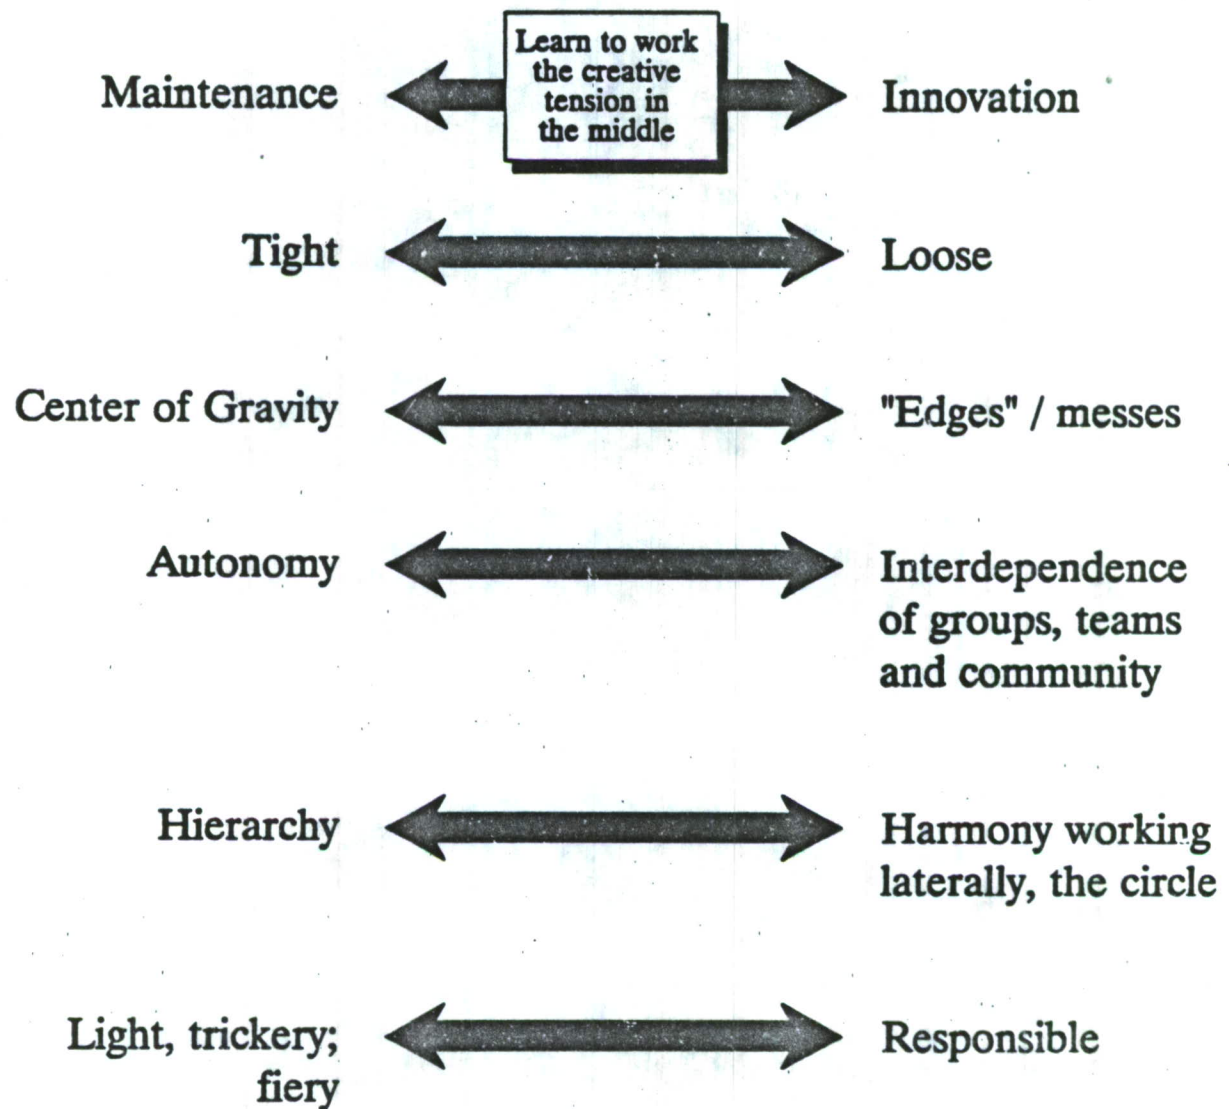 Learn to work
the creative
tension in
the middle
Maintenance
Innovation
Tight
Loose
Center of Gravity
"Edges" / messes
Autonomy
Interdependence
of groups, teams
and community
Hierarchy
Harmony working
laterally, the circle
Light, trickery;
fiery
Responsible